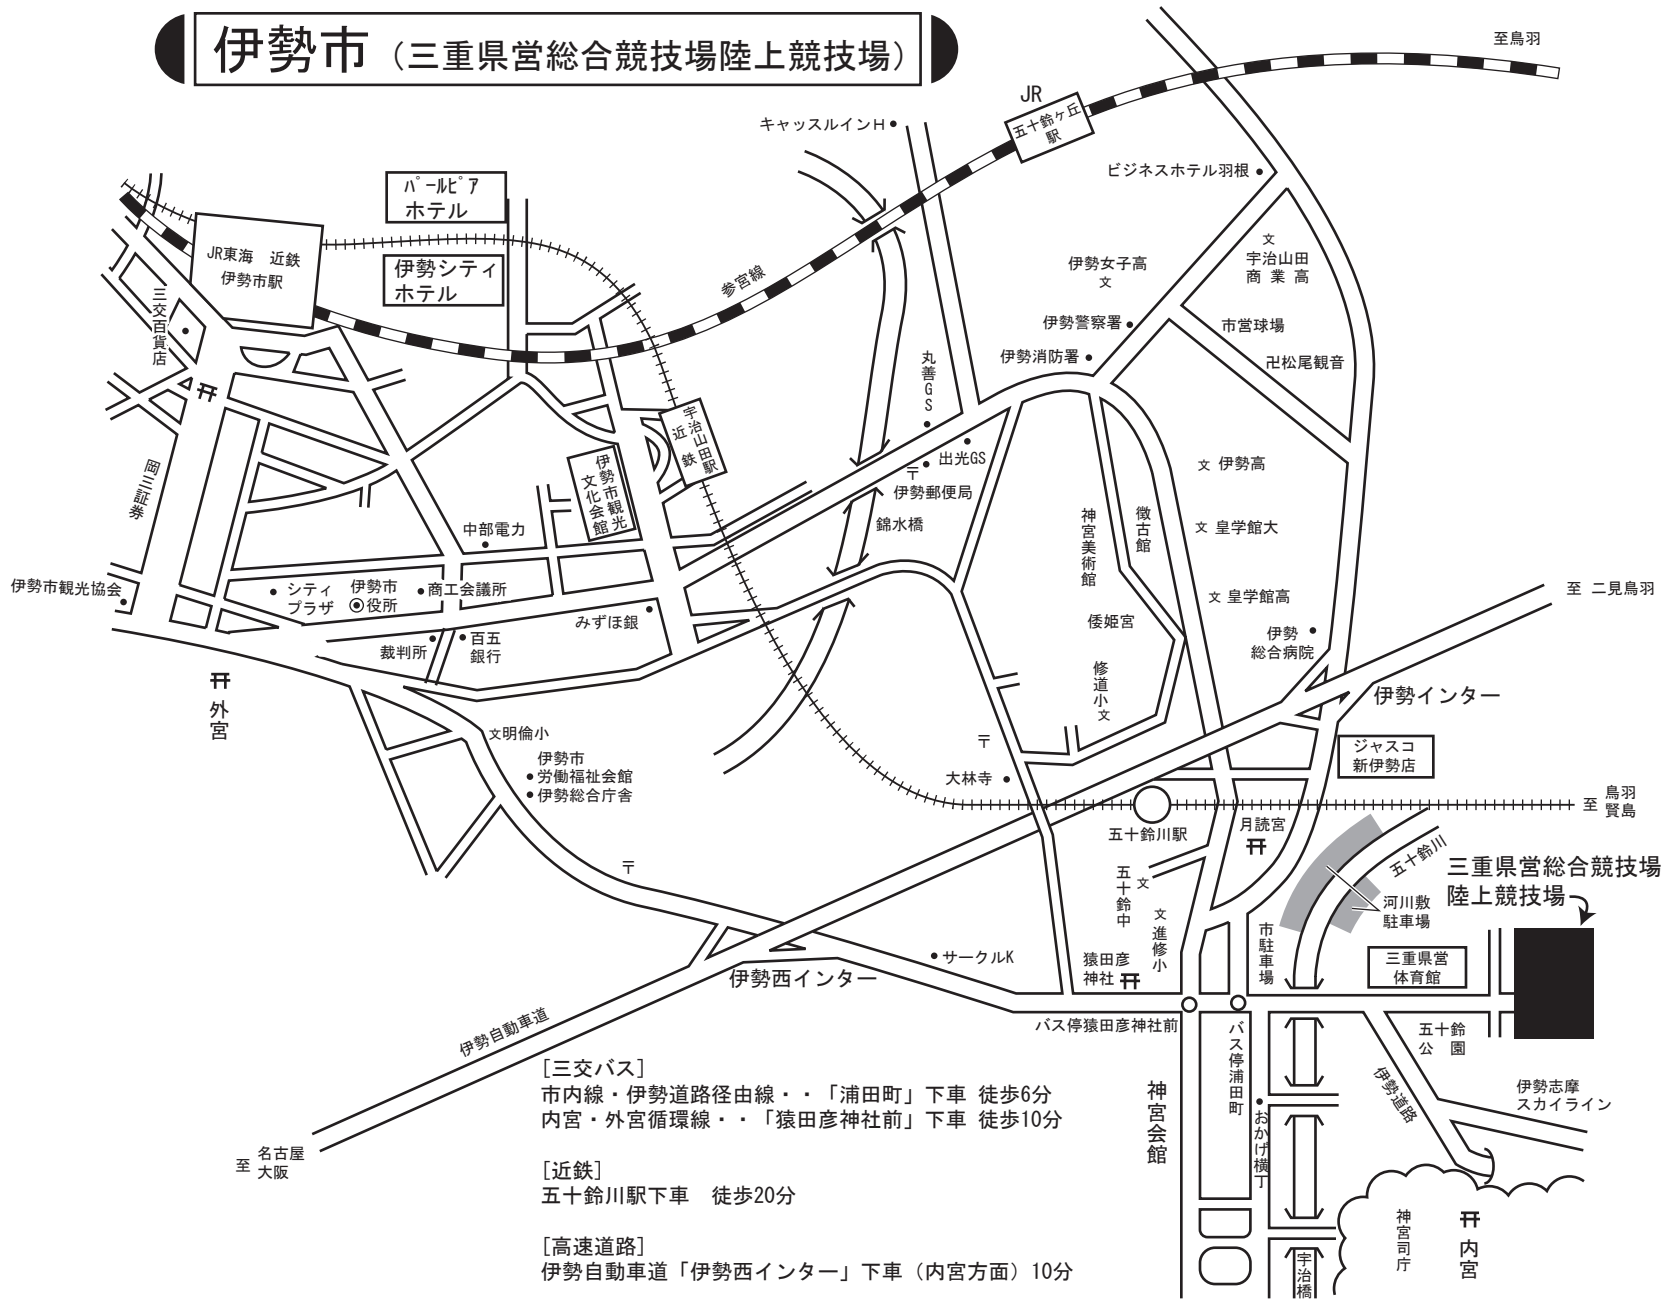 伊勢市（三重県営総合競技場陸上競技場）
至鳥羽
JR
五十鈴ヶ丘
駅
キャッスルインH
ビジネスホテル羽根
パールピア
ホテル
JR東海　近鉄
伊勢市駅
伊勢シティ
ホテル
参宮線
三交百貨店
文
宇治山田
商業高
伊勢女子高
文
伊勢警察署
市営球場
伊勢消防署
卍松尾観音
丸善GS
宇治山田駅
近鉄
出光GS
〒
伊勢郵便局
文 伊勢高
岡三証券
伊勢市観光
文化会館
錦水橋
神宮美術館
徴古館
文 皇学館大
中部電力
伊勢市観光協会
シティ
プラザ
伊勢市
役所
商工会議所
みずほ銀
裁判所
百五
銀行
文 皇学館高
至 二見鳥羽
倭姫宮
伊勢
総合病院
修道小
文
伊勢インター
外宮
文明倫小
伊勢市
労働福祉会館
伊勢総合庁舎
〒
大林寺
ジャスコ
新伊勢店
至 鳥羽
賢島
五十鈴川駅
月読宮
五十鈴川
〒
五十鈴中
文
文進修小
三重県営総合競技場
陸上競技場
河川敷
駐車場
市駐車場
サークルK
猿田彦
神社
三重県営
体育館
伊勢西インター
伊勢自動車道
バス停猿田彦神社前
バス停浦田町
五十鈴
公園
伊勢道路
伊勢志摩
スカイライン
神宮会館
おかげ横丁
至 名古屋
大阪
[三交バス]
市内線・伊勢道路径由線・・「浦田町」下車 徒歩6分
内宮・外宮循環線・・「猿田彦神社前」下車 徒歩10分
[近鉄]
五十鈴川駅下車　徒歩20分
[高速道路]
伊勢自動車道「伊勢西インター」下車（内宮方面）10分
神宮司庁
内宮
宇治橋